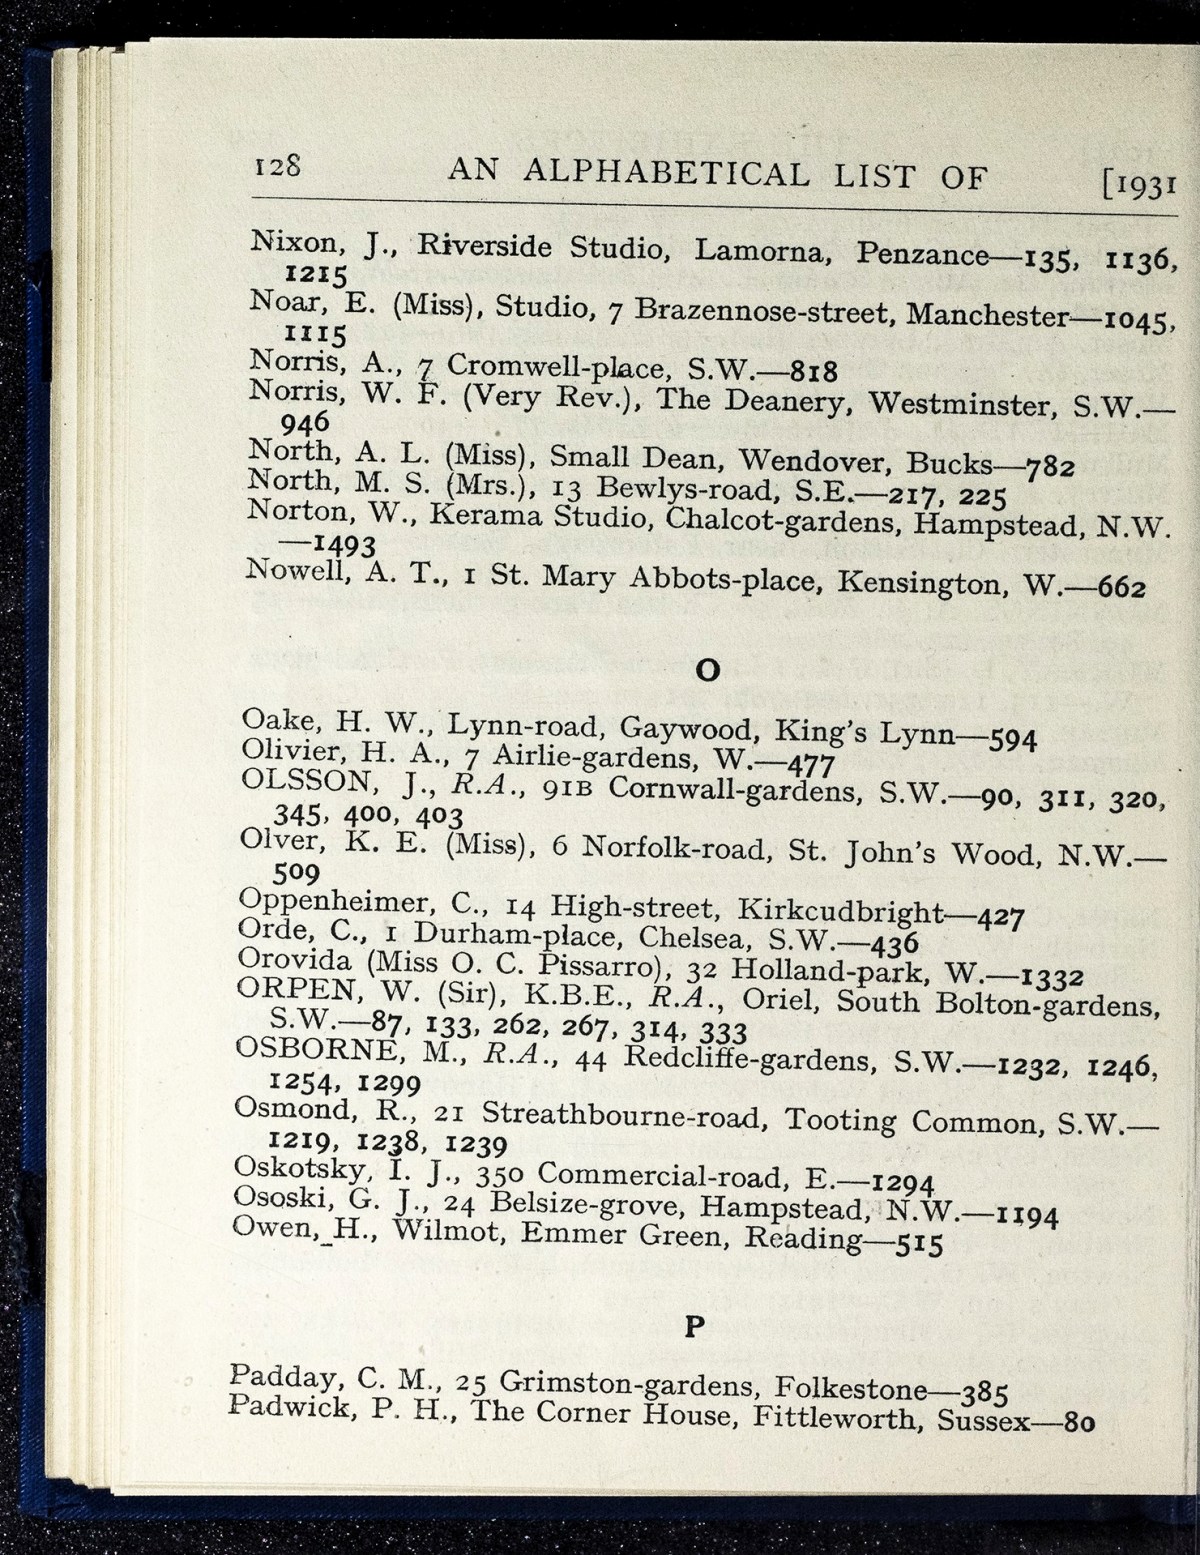 128 AN ALPHABETICAL LIST OF [1931
Nixon, J., Riverside Studio, Lamorna, Penzance—135, 1136,
1215
Noar, E. (Miss), Studio, 7 Brazennose-street, Manchester—1045,
1115
Norris, A., 7 Cromwell-place, S.W.—818
Norris, W. F. (Very Rev.), The Deanery, Westminster, S.W.—
946
North, A. L. (Miss), Small Dean, Wendover, Bucks—782
North, M. S. (Mrs.), 13 Bewlys-road, S.E.—217, 225
Norton, W., Kerama Studio, Chalcot-gardens, Hampstead, N.W.
—1493
Nowell, A. T., 1 St. Mary Abbots-place, Kensington, W.—662
O
Oake, H. W., Lynn-road, Gaywood, King's Lynn—594
Olivier, H. A., 7 Airlie-gardens, W.—477
OLSSON, J., R.A., 91B Cornwall-gardens, S.W.—90, 311, 320,
345, 400, 403
Olver, K. E. (Miss), 6 Norfolk-road, St. John's Wood, N.W.—
509
Oppenheimer, C., 14 High-street, Kirkcudbright—427
Orde, C., 1 Durham-place, Chelsea, S.W.—436
Orovida (Miss O. C. Pissarro), 32 Holland-park, W.—1332
ORPEN, W. (Sir), K.B.E., R.A., Oriel, South Bolton-gardens,
S.W.—87, 133, 262, 267, 314, 333
OSBORNE, M., R.A., 44 Redcliffe-gardens, S.W.—1232, 1246,
1254, 1299
Osmond, R., 21 Streathbourne-road, Tooting Common, S.W.—
1219, 1238, 1239
Oskotsky, I. J., 350 Commercial-road, E.—1294
Ososki, G. J., 24 Belsize-grove, Hampstead, N.W.—1194
Owen, H., Wilmot, Emmer Green, Reading—515
P
Padday, C. M., 25 Grimston-gardens, Folkestone—385
Padwick, P. H., The Corner House, Fittleworth, Sussex—80